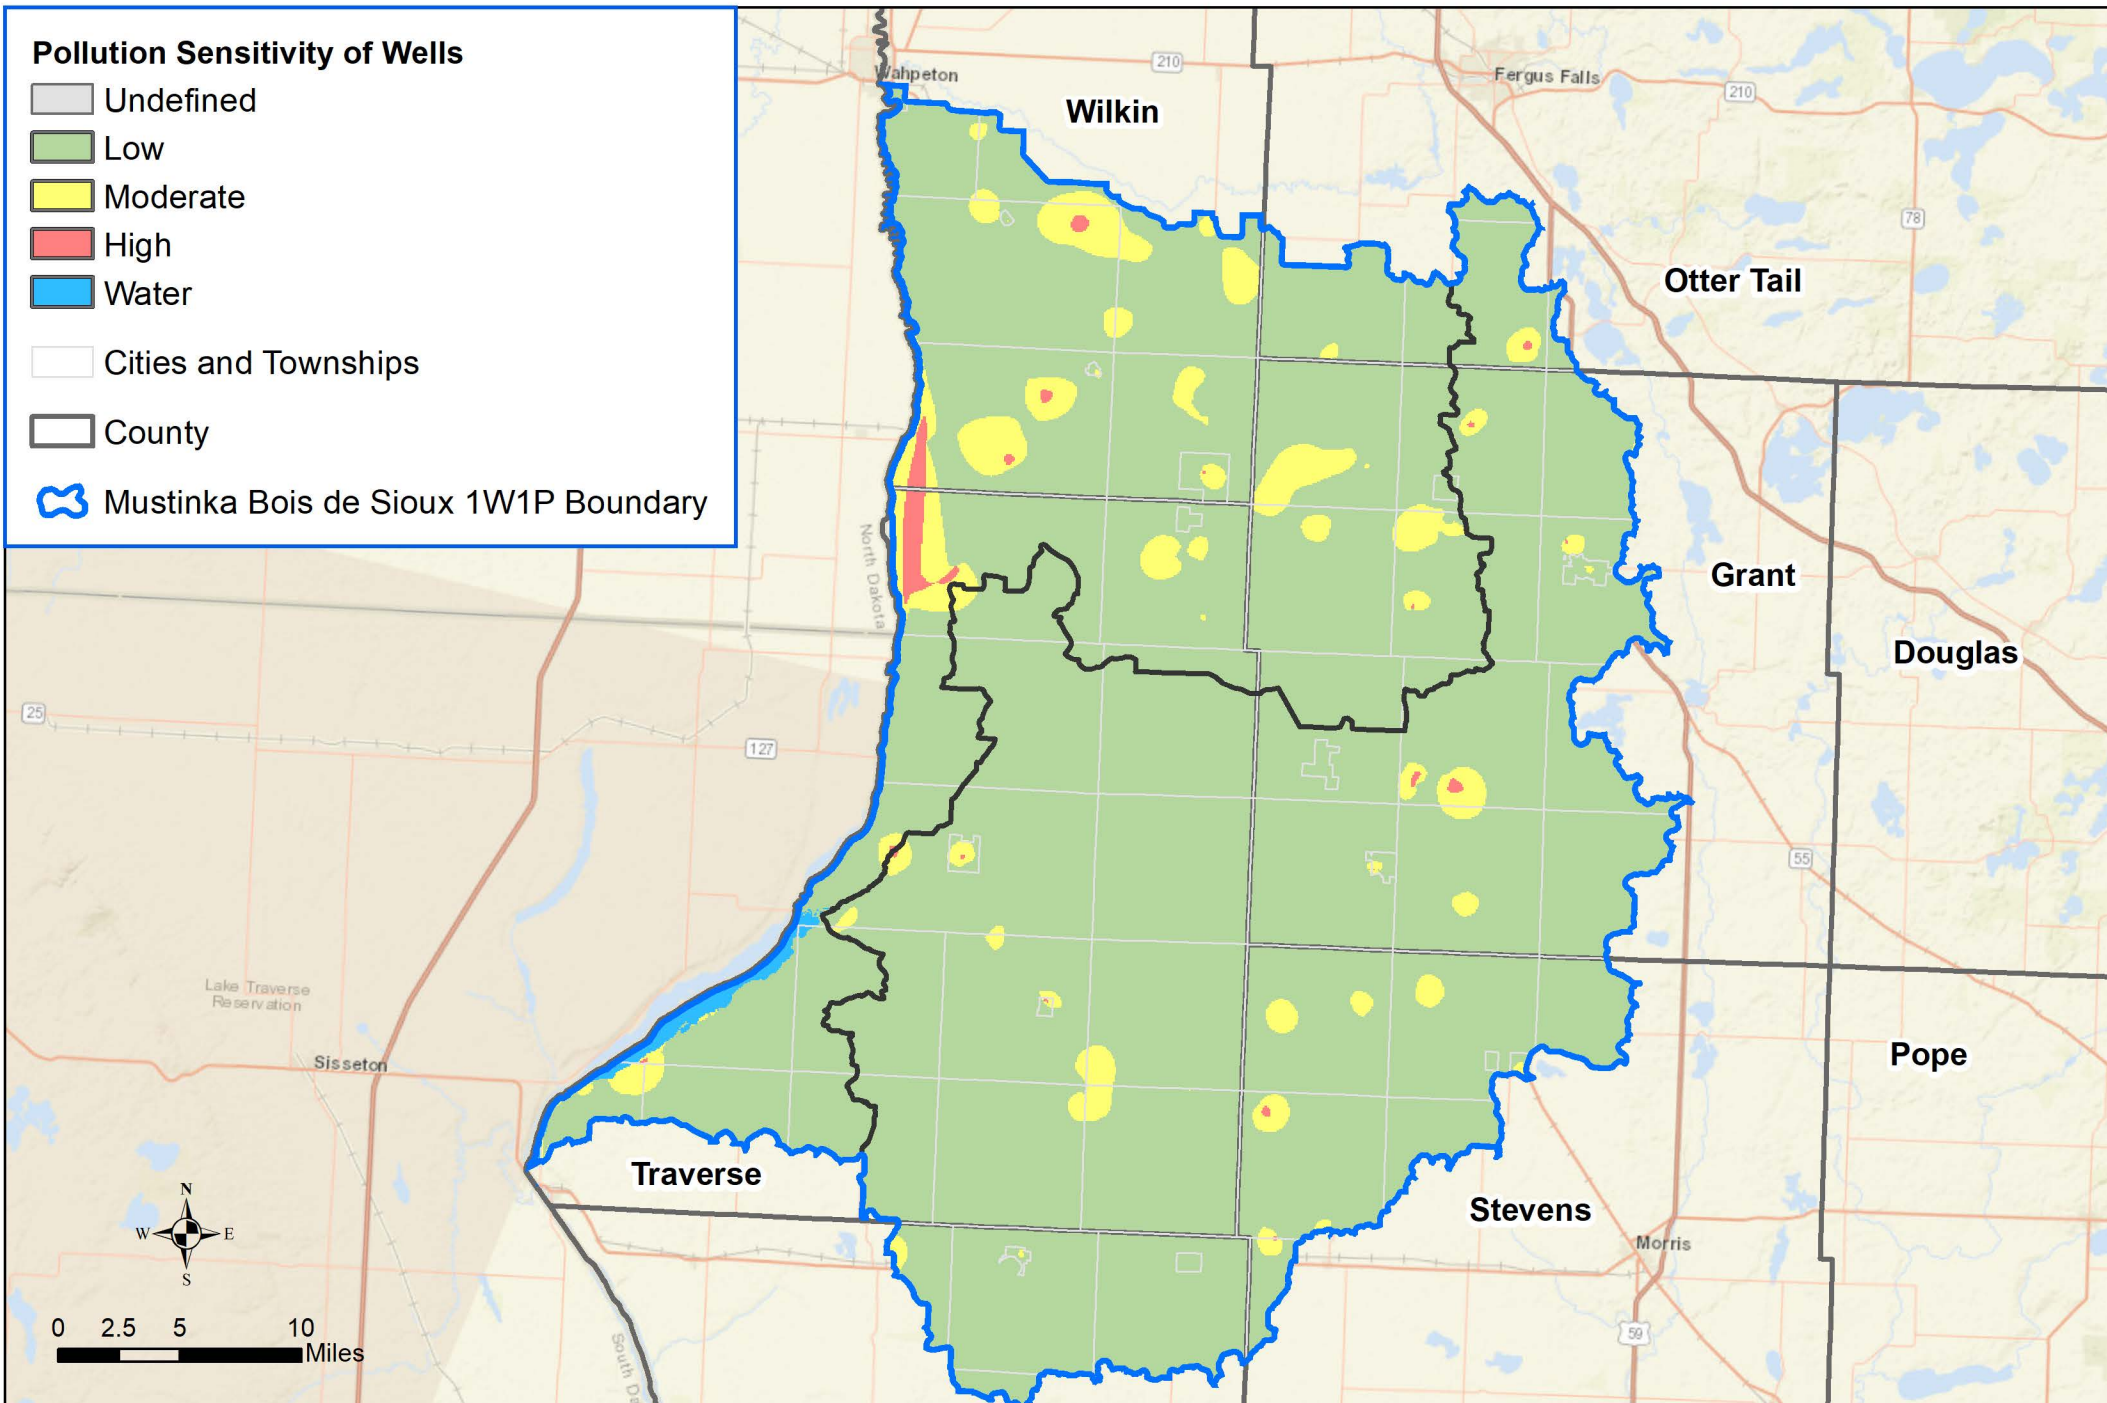 Pollution Sensitivity of Wells
Undefined
Low
Moderate
High
Water
Cities and Townships
County
Mustinka Bois de Sioux 1W1P Boundary
Wahpeton
210
Fergus Falls
210
Wilkin
78
Otter Tail
North Dakota
Grant
Douglas
25
127
55
Lake Traverse
Reservation
Sisseton
Pope
Traverse
Stevens
Morris
N
W
E
S
0 2.5 5 10
Miles
59
South Da